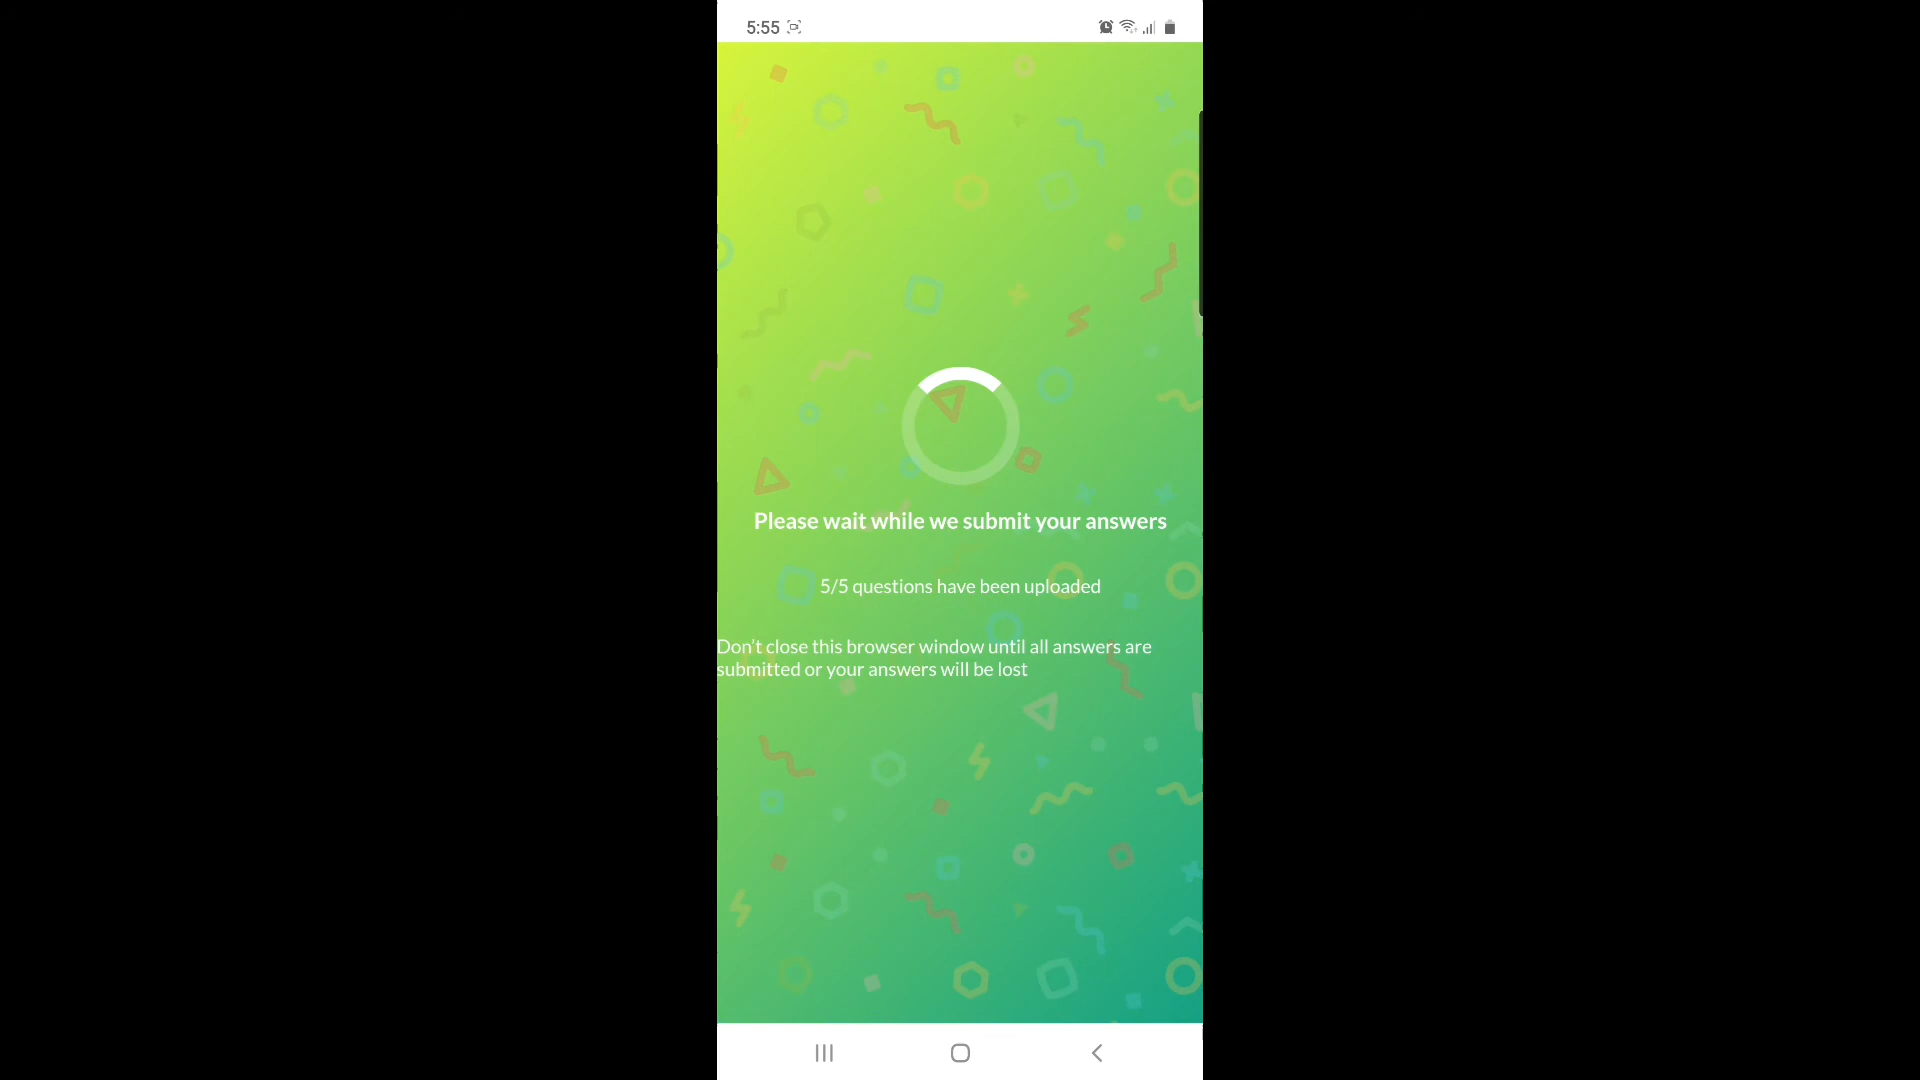 5:55
Please wait while we submit your answers
5/5 questions have been uploaded
Don't close this browser window until all answers are
submitted or your answers will be lost